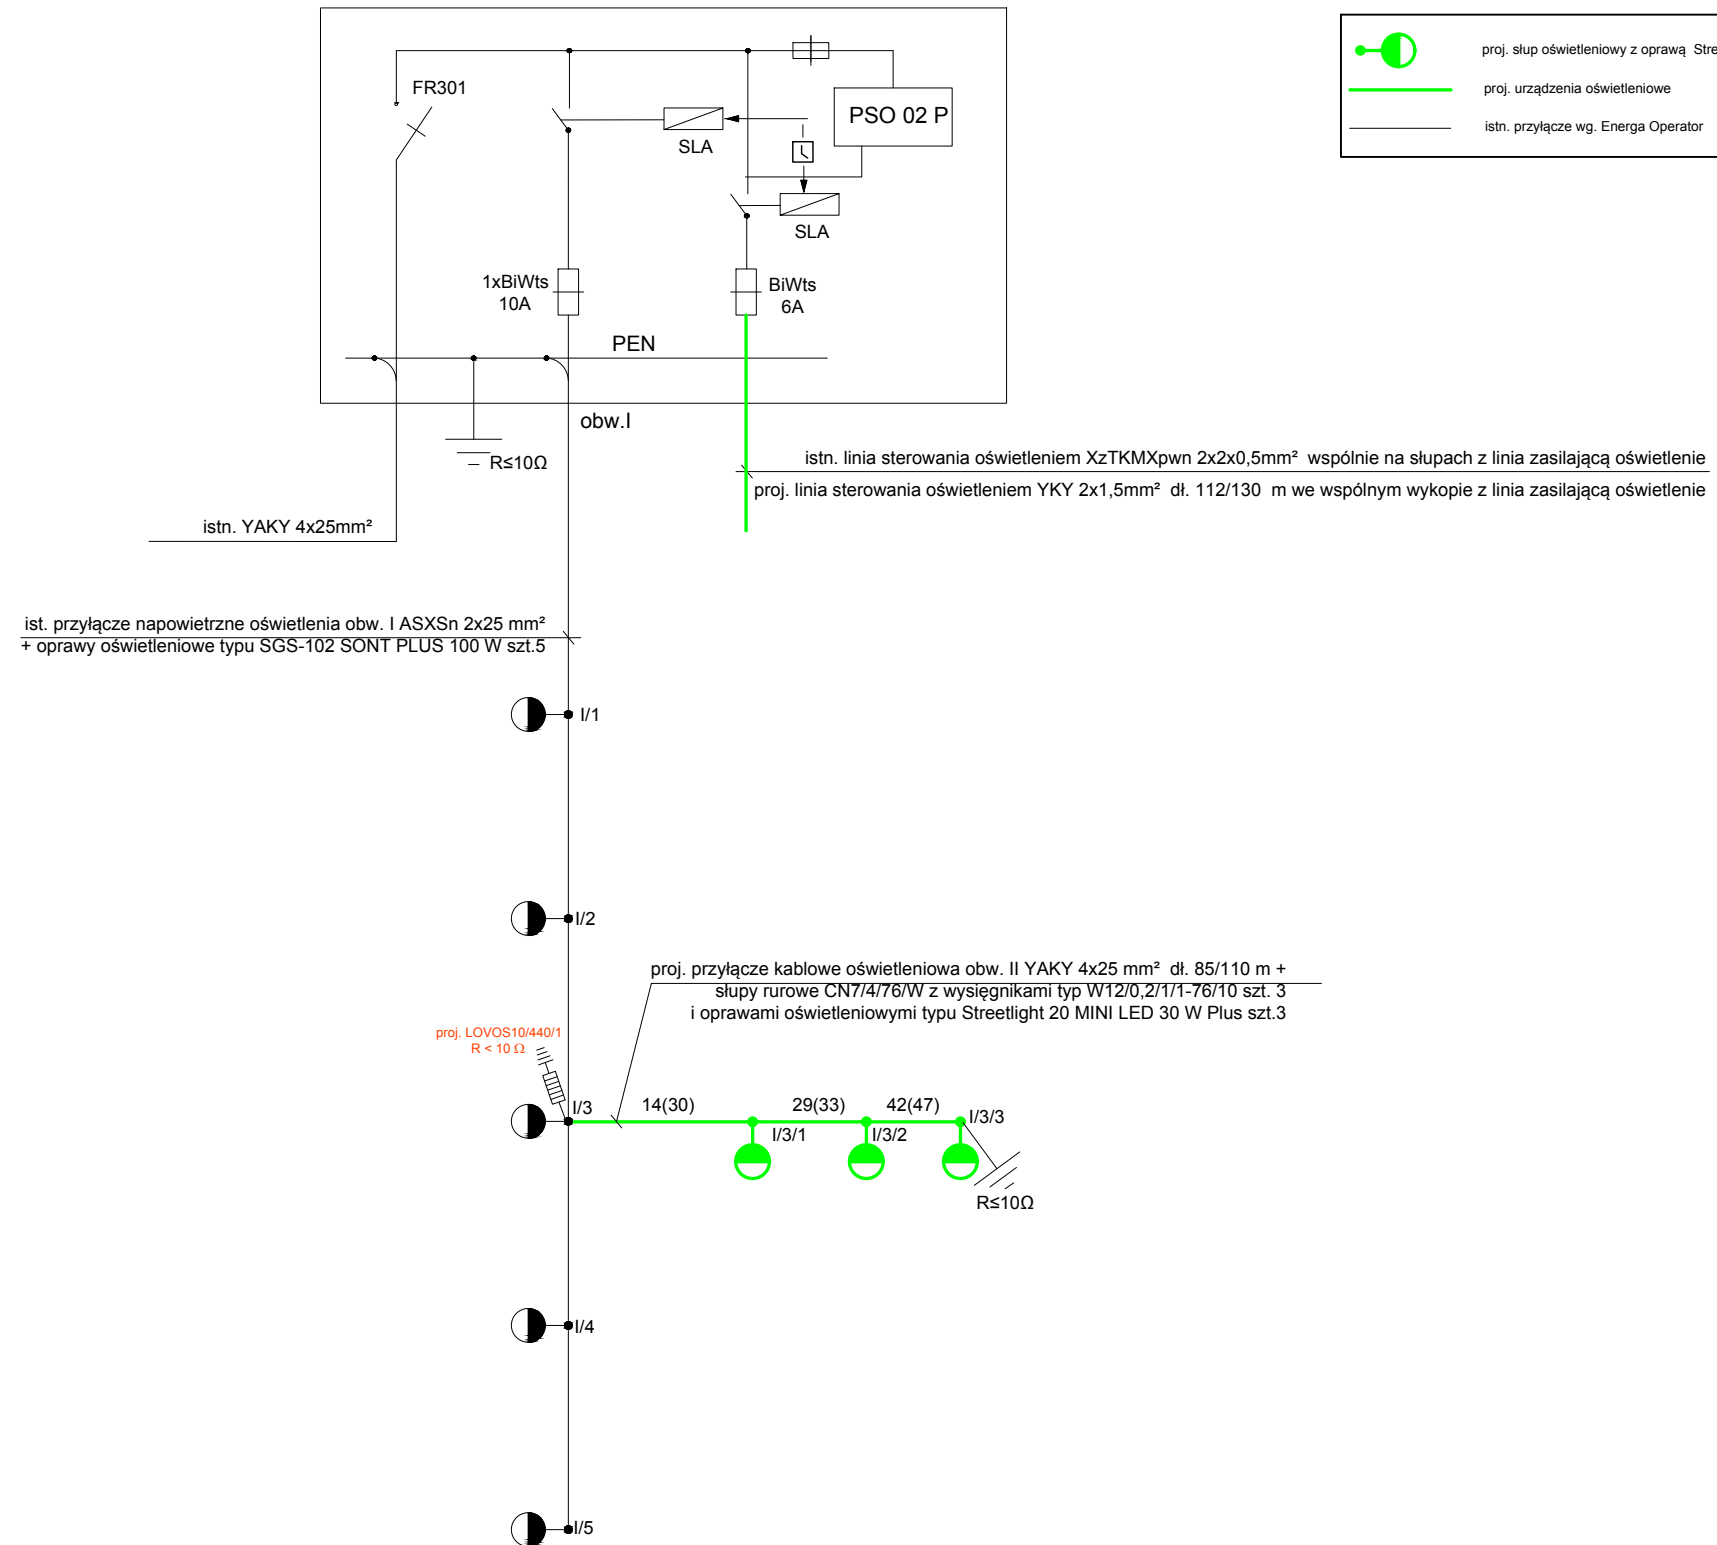 proj. słup oświetleniowy z oprawą Stre
proj. urządzenia oświetleniowe
istn. przyłącze wg. Energa Operator
FR301
PSO 02 P
SLA
SLA
1xBiWts
10A
BiWts
6A
PEN
obw.I
R≤10Ω
istn. linia sterowania oświetleniem XzTKMXpwn 2x2x0,5mm² wspólnie na słupach z linia zasilającą oświetlenie
proj. linia sterowania oświetleniem YKY 2x1,5mm² dł. 112/130 m we wspólnym wykopie z linia zasilającą oświetlenie
istn. YAKY 4x25mm²
ist. przyłącze napowietrzne oświetlenia obw. I ASXSn 2x25 mm²
+ oprawy oświetleniowe typu SGS-102 SONT PLUS 100 W szt.5
I/1
I/2
proj. przyłącze kablowe oświetleniowa obw. II YAKY 4x25 mm² dł. 85/110 m +
słupy rurowe CN7/4/76/W z wysięgnikami typ W12/0,2/1/1-76/10 szt. 3
i oprawami oświetleniowymi typu Streetlight 20 MINI LED 30 W Plus szt.3
proj. LOVOS10/440/1
R < 10 Ω
I/3
14(30)
29(33)
42(47)
I/3/3
I/3/1
I/3/2
R≤10Ω
I/4
I/5